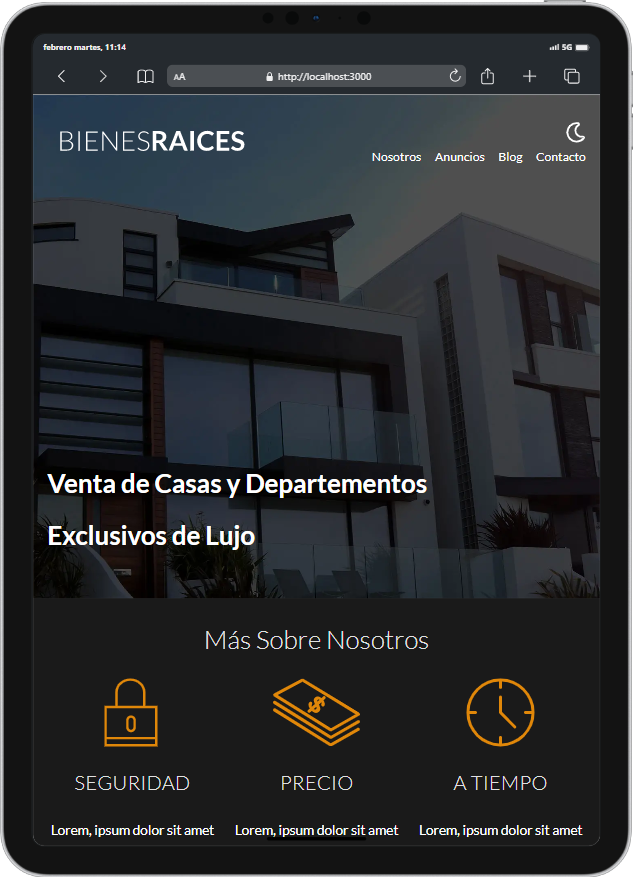 febrero martes, 11:14
5G
AA
http://localhost:3000
BIENESRAICES
Nosotros Anuncios Blog Contacto
Venta de Casas y Departementos
Exclusivos de Lujo
Más Sobre Nosotros
$
0
SEGURIDAD PRECIO A TIEMPO
Lorem, ipsum dolor sit amet Lorem, ipsum dolor sit amet Lorem, ipsum dolor sit amet